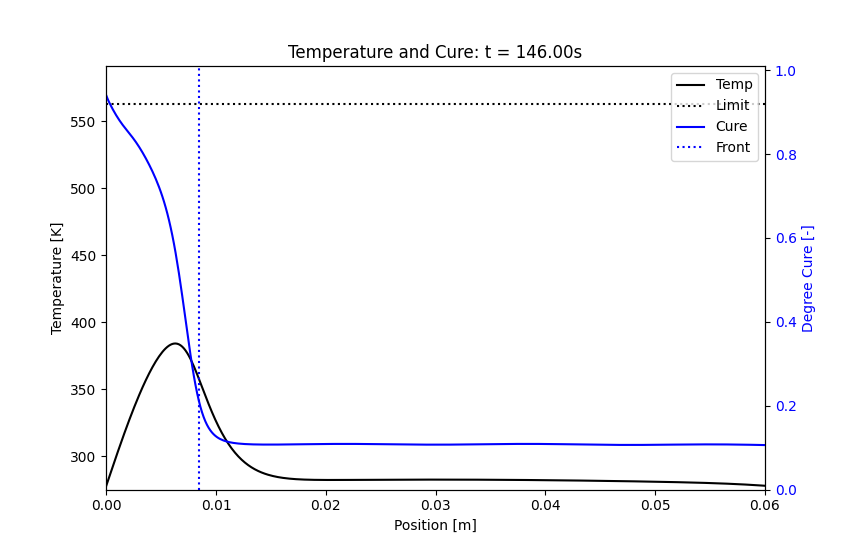 Temperature and Cure: t = 146.00s
Temp
Limit
Cure
Front
Temperature [K]
550
500
450
400
350
300
Degree Cure [-]
1.0
0.8
0.6
0.4
0.2
0.0
0.00
0.01
0.02
0.03
0.04
0.05
0.06
Position [m]